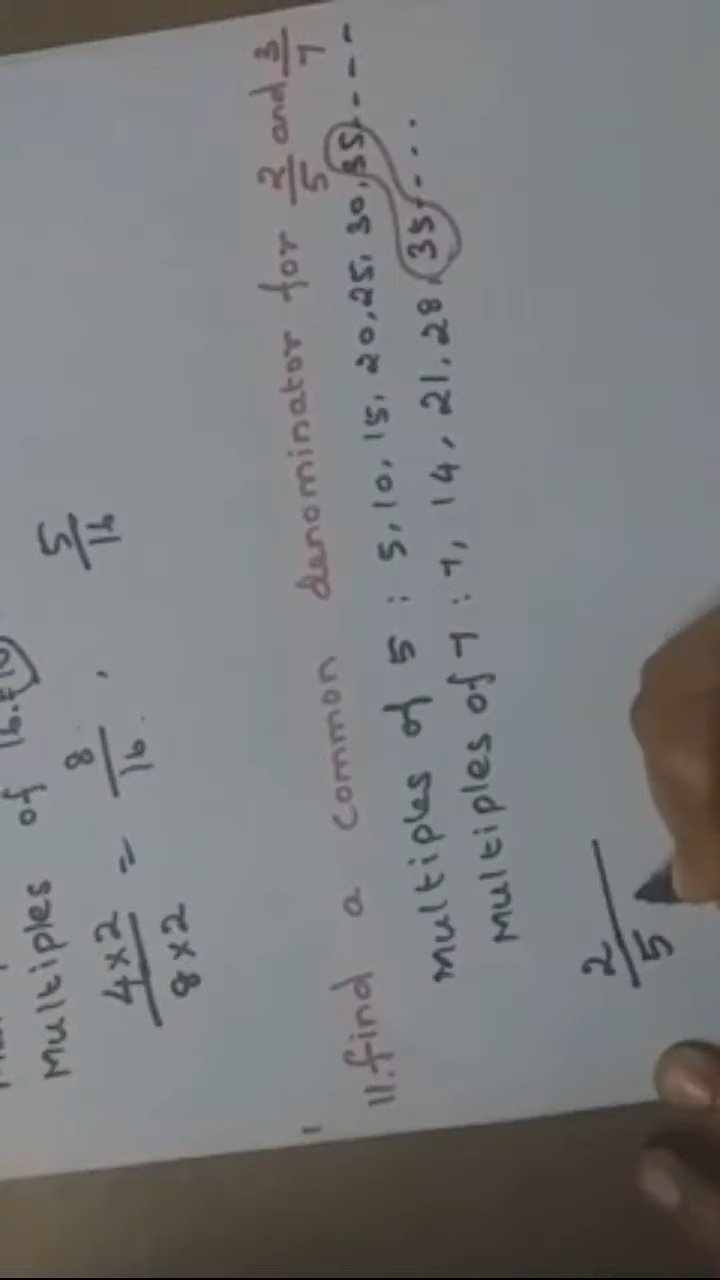 Multiples of 16:
4×2/8×2 = 8/16. , 5/16
11. find a common denominator for 2/5 and 3/7
Multiples of 5 : 5, 10, 15, 20, 25, 30, 35, ----
Multiples of 7 : 7, 14, 21, 28, 35, ....
2/5